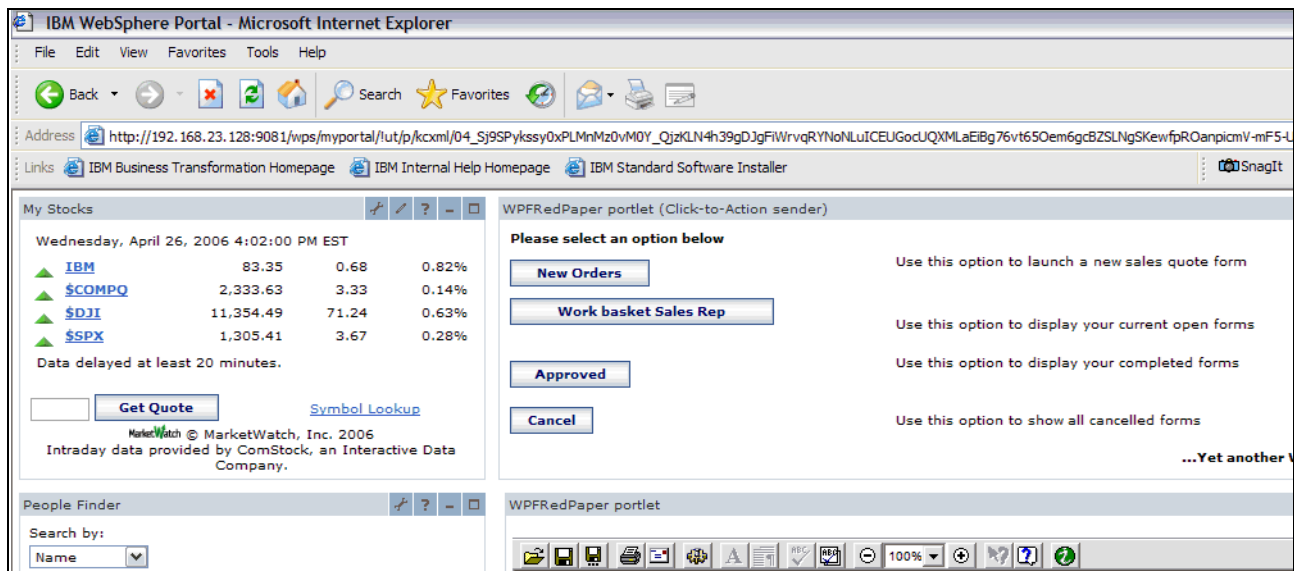 IBM WebSphere Portal - Microsoft Internet Explorer
File Edit View Favorites Tools Help
Back Search Favorites
Address http://192.168.23.128:9081/wps/myportal/!ut/p/kcxml/04_Sj9SPykssy0xPLMnMz0vM0Y_QjzKLN4h39gDJgFiWrvqRYNoNLuICEUGocUQXMLaEiBg76vt65Oem6gcBZSLNgSKewfpROanpicmV-mF5-U
Links IBM Business Transformation Homepage IBM Internal Help Homepage IBM Standard Software Installer SnagIt
My Stocks
Wednesday, April 26, 2006 4:02:00 PM EST
IBM 83.35 0.68 0.82%
$COMPQ 2,333.63 3.33 0.14%
$DJI 11,354.49 71.24 0.63%
$SPX 1,305.41 3.67 0.28%
Data delayed at least 20 minutes.
Get Quote Symbol Lookup
MarketWatch © MarketWatch, Inc. 2006
Intraday data provided by ComStock, an Interactive Data
Company.
WPFRedPaper portlet (Click-to-Action sender)
Please select an option below
New Orders Use this option to launch a new sales quote form
Work basket Sales Rep
Use this option to display your current open forms
Approved Use this option to display your completed forms
Cancel Use this option to show all cancelled forms
...Yet another
People Finder
Search by:
Name
WPFRedPaper portlet
100%